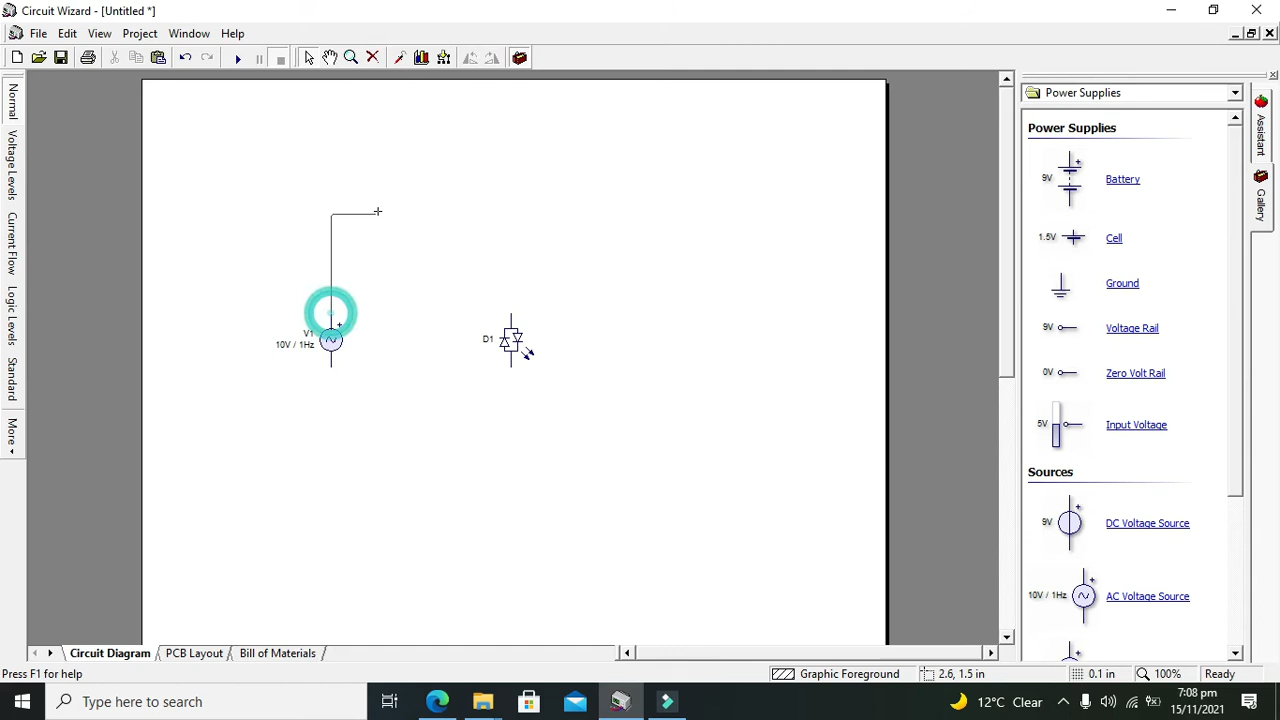 Circuit Wizard - [Untitled *]
File Edit View Project Window Help
Normal
Voltage Levels
Current Flow
Logic Levels
Standard
More
V1
10V / 1Hz
D1
Power Supplies
Power Supplies
9V Battery
1.5V Cell
Ground
9V Voltage Rail
0V Zero Volt Rail
5V Input Voltage
Sources
9V DC Voltage Source
10V / 1Hz AC Voltage Source
Assistant
Gallery
Circuit Diagram PCB Layout Bill of Materials
Press F1 for help Graphic Foreground 2.6, 1.5 in 0.1 in 100% Ready
Type here to search
12°C Clear
7:08 pm
15/11/2021